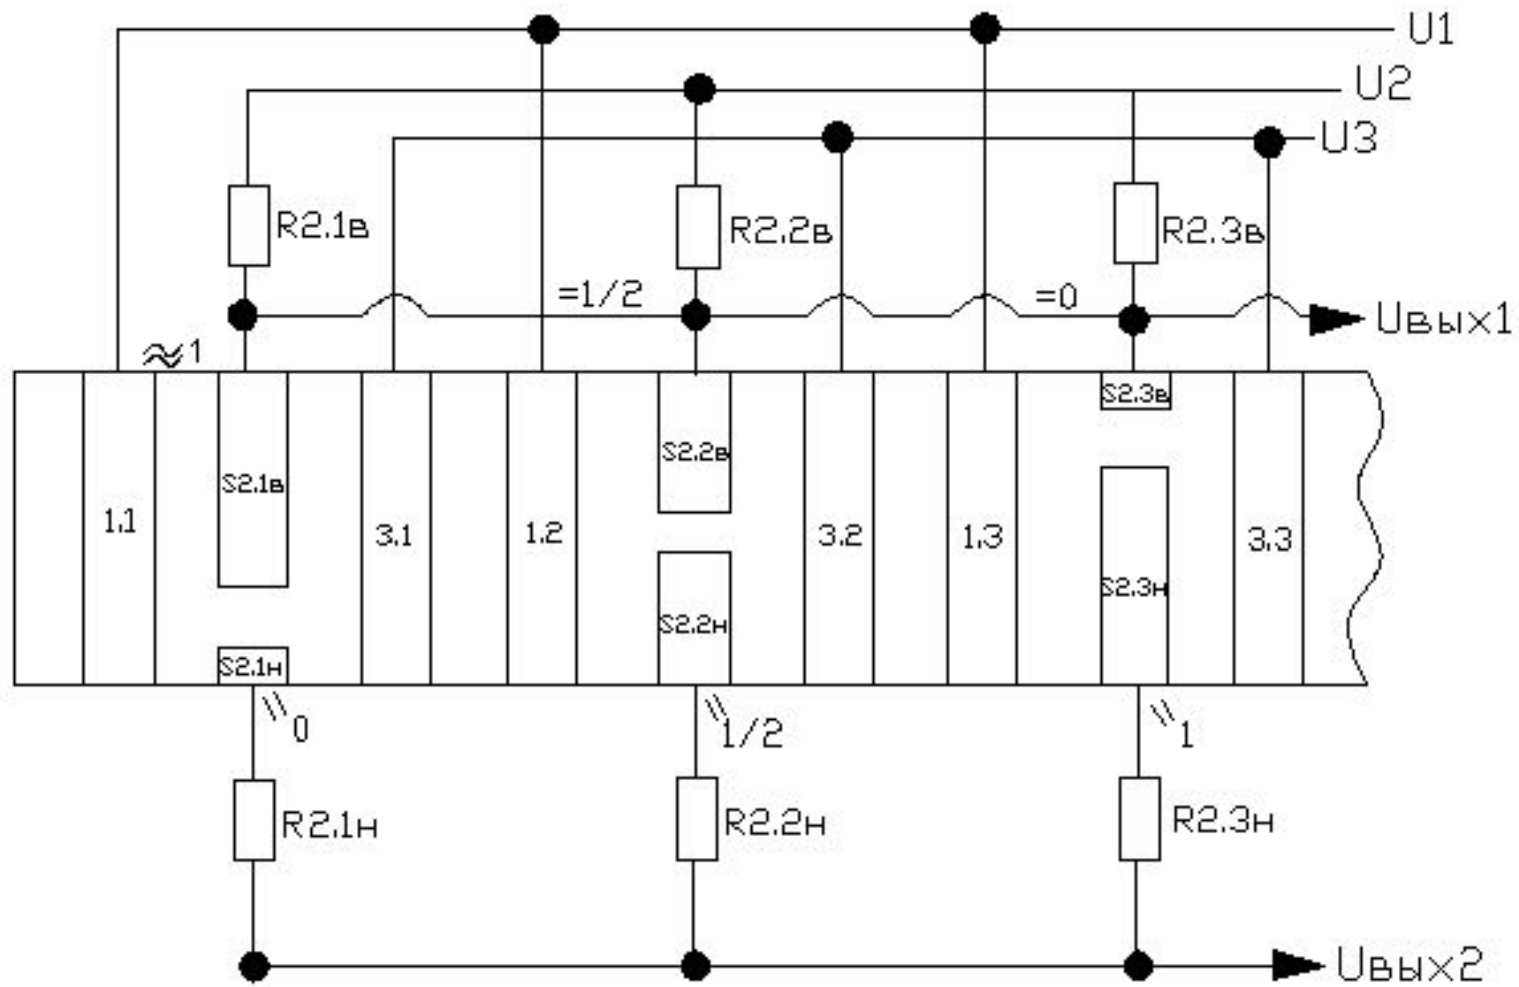 U1
U2
U3
R2.1в
R2.2в
R2.3в
=1/2
=0
Uвых1
≈1
S2.1в
S2.2в
S2.3в
1.1
3.1
1.2
3.2
1.3
3.3
S2.1н
S2.2н
S2.3н
=0
=1/2
=1
R2.1н
R2.2н
R2.3н
Uвых2